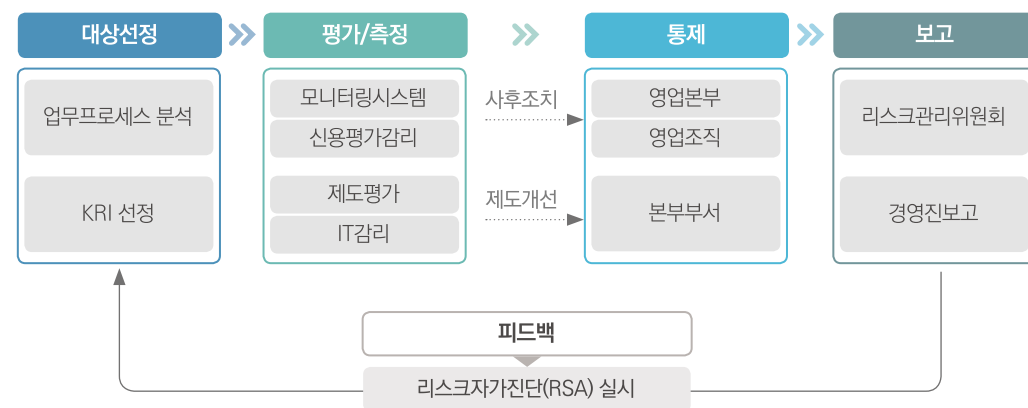 대상선정
평가/측정
통제
보고
업무프로세스 분석
KRI 선정
모니터링시스템
신용평가감리
제도평가
IT감리
사후조치
제도개선
영업본부
영업조직
본부부서
리스크관리위원회
경영진보고
피드백
리스크자가진단(RSA) 실시